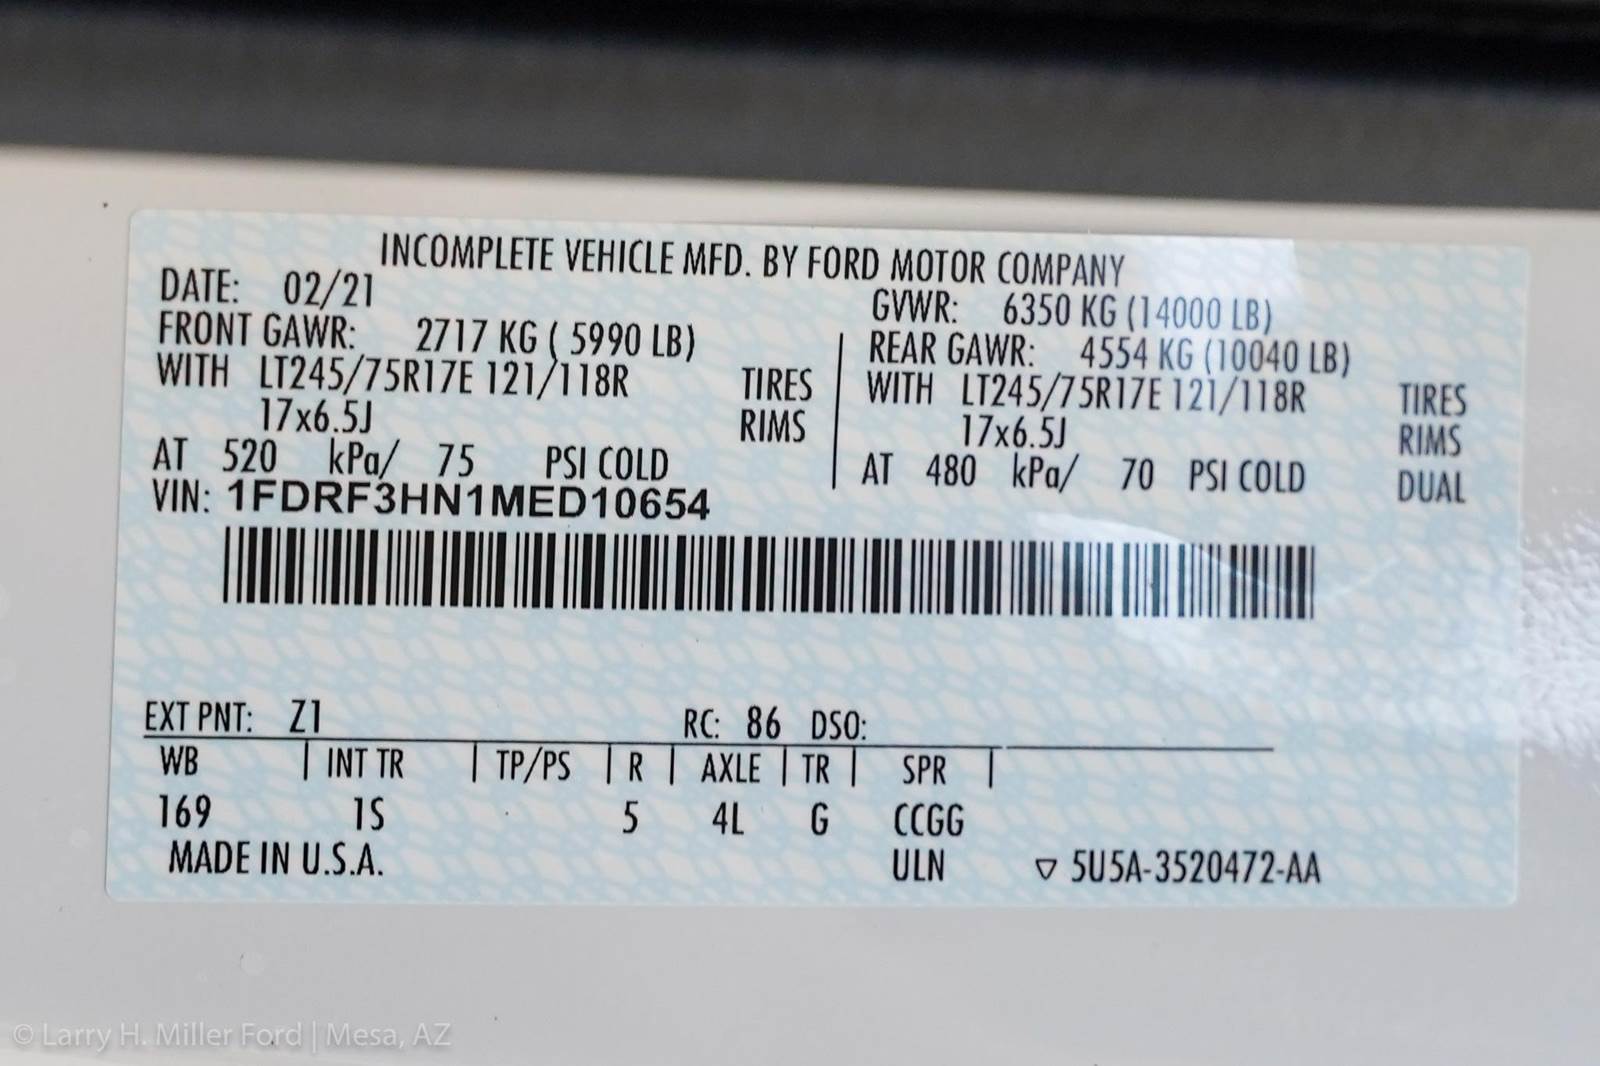 INCOMPLETE VEHICLE MFD. BY FORD MOTOR COMPANY
DATE: 02/21 GVWR: 6350 KG (14000 LB)
FRONT GAWR: 2717 KG ( 5990 LB) REAR GAWR: 4554 KG (10040 LB)
WITH LT245/75R17E 121/118R TIRES WITH LT245/75R17E 121/118R TIRES
17x6.5J RIMS 17x6.5J RIMS
AT 520 kPa/ 75 PSI COLD AT 480 kPa/ 70 PSI COLD DUAL
VIN: 1FDRF3HN1MED10654
EXT PNT: Z1 RC: 86 DSO:
WB INT TR TP/PS R AXLE TR SPR
169 1S 5 4L G CCGG
MADE IN U.S.A. ULN ▽ 5U5A-3520472-AA
© Larry H. Miller Ford | Mesa, AZ